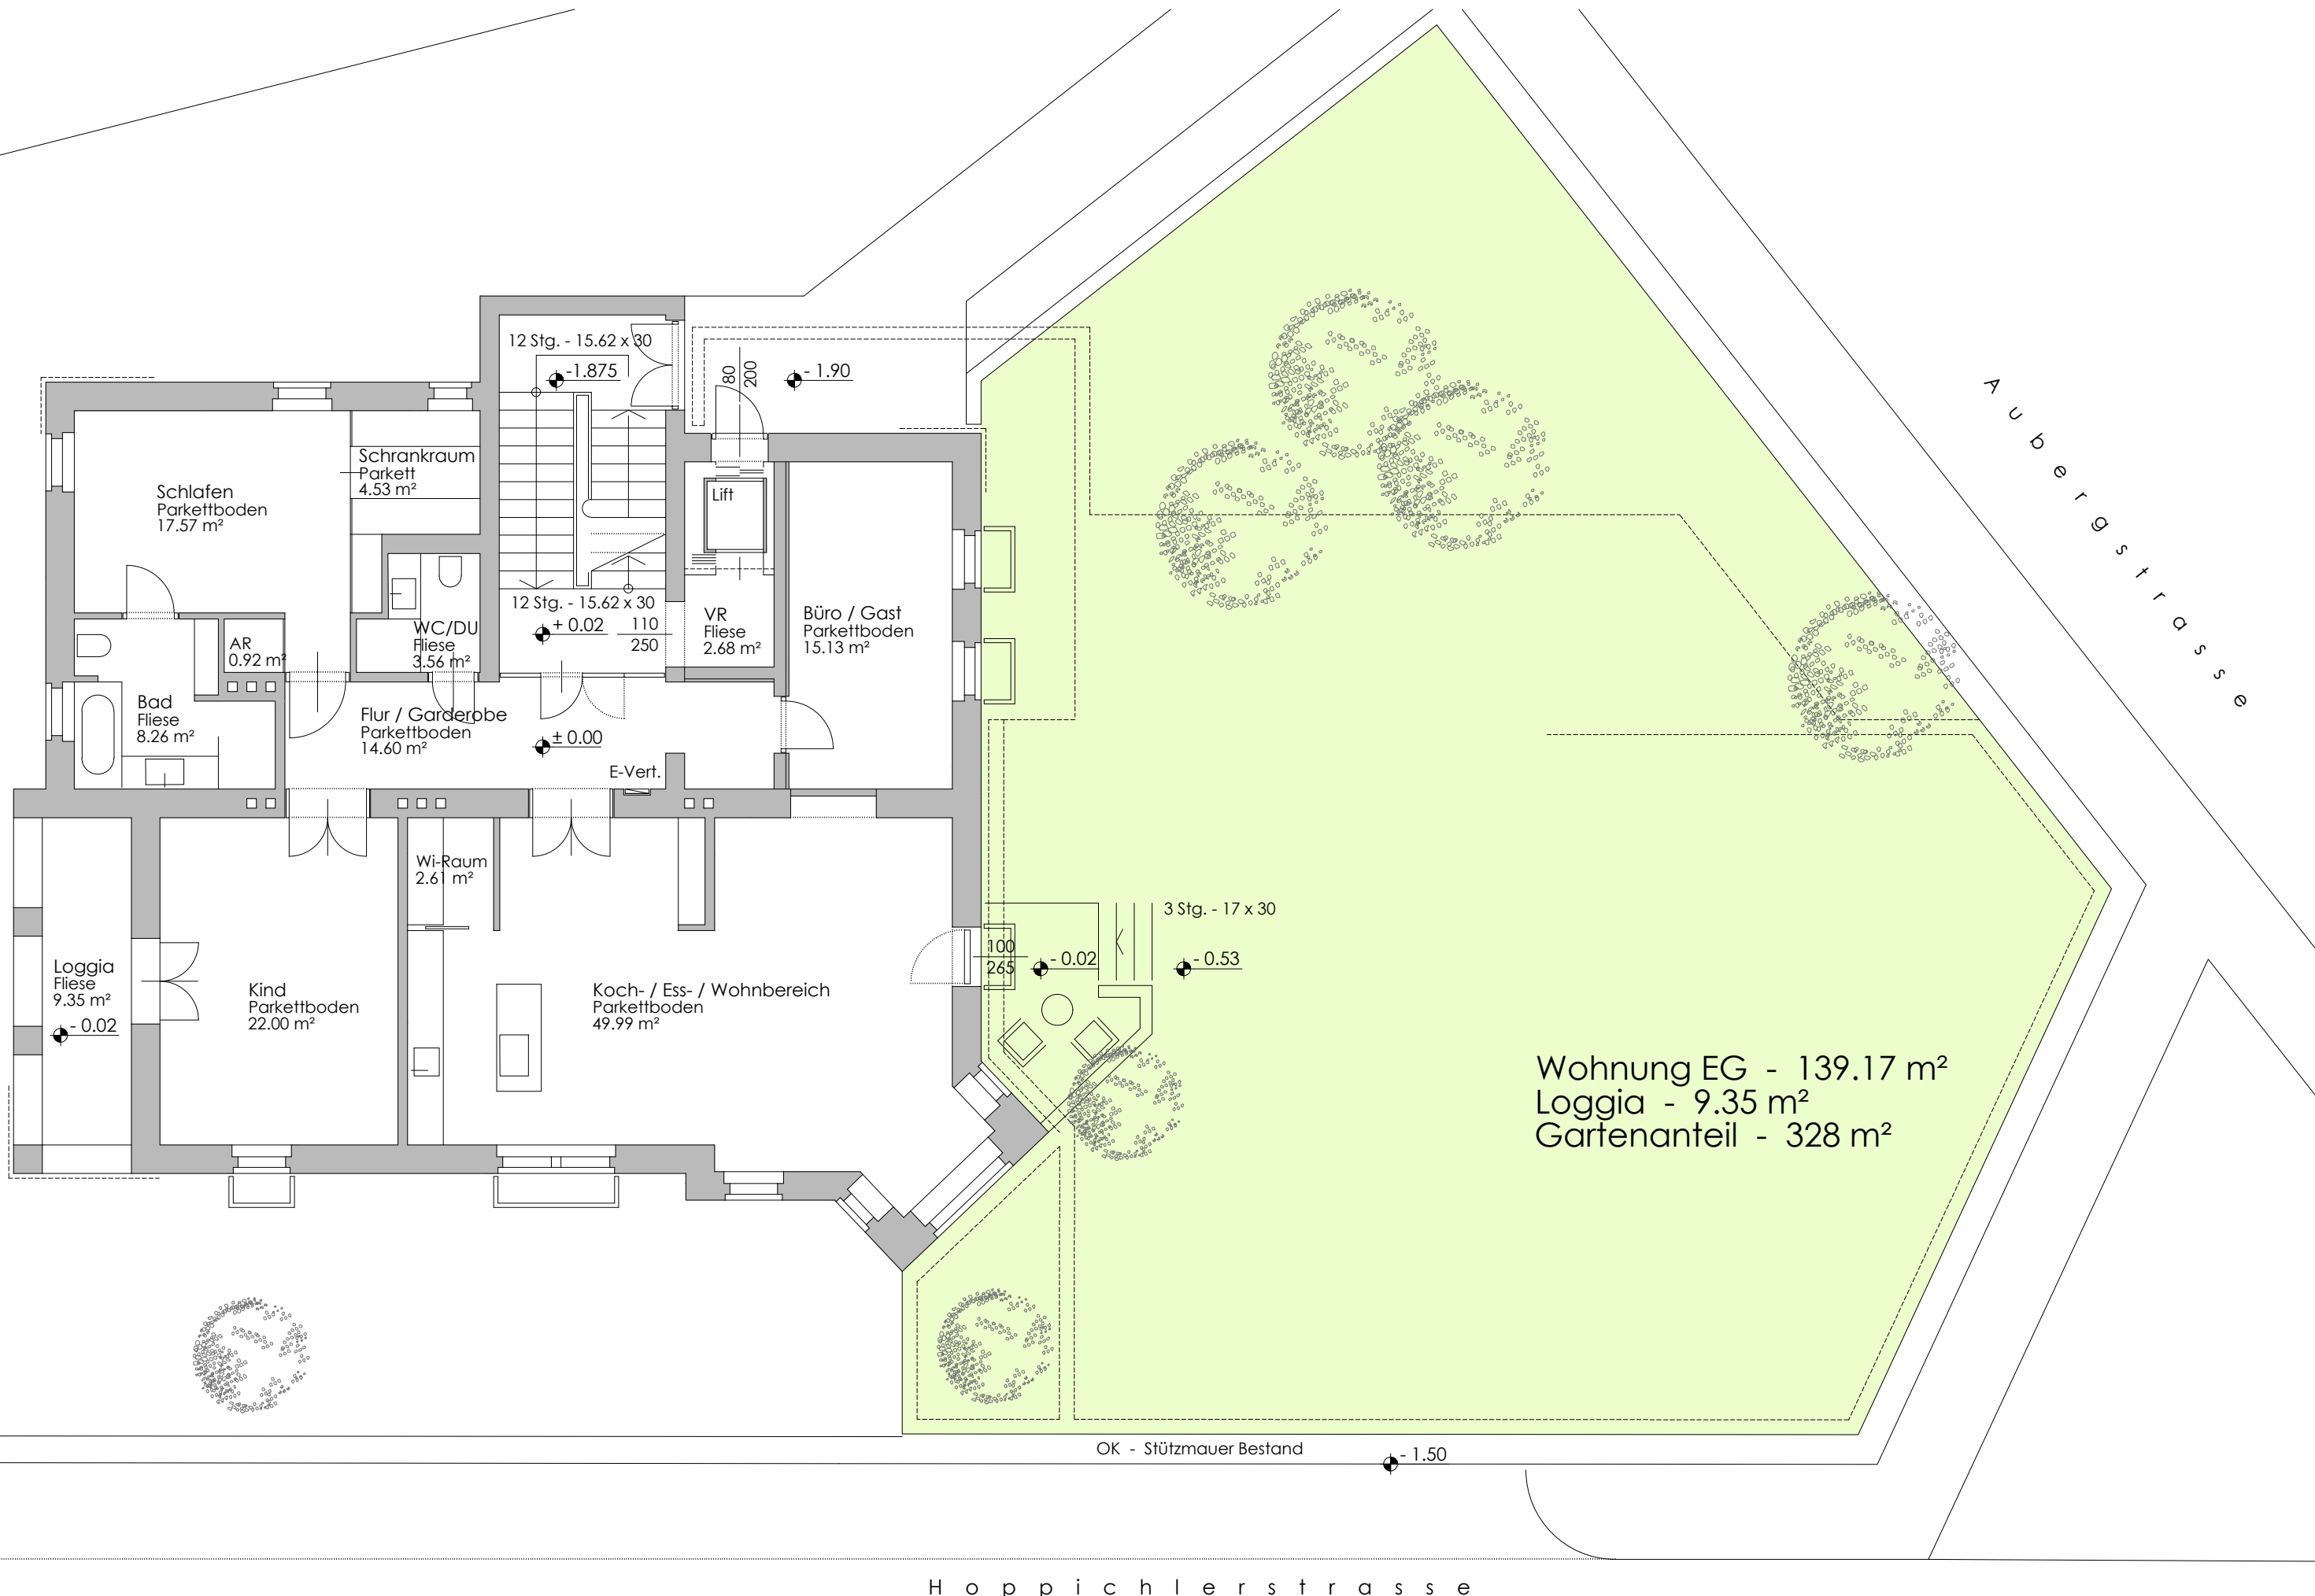 12 Stg. - 15.62 x 30
-1.875
80
200
- 1.90
Schrankraum
Parkett
4.53 m²
Lift
Schlafen
Parkettboden
17.57 m²
12 Stg. - 15.62 x 30
+ 0.02
110
250
VR
Fliese
2.68 m²
Büro / Gast
Parkettboden
15.13 m²
AR
0.92 m²
WC/DU
Fliese
3.56 m²
Bad
Fliese
8.26 m²
Flur / Garderobe
Parkettboden
14.60 m²
± 0.00
E-Vert.
Wi-Raum
2.61 m²
3 Stg. - 17 x 30
100
265
- 0.02
- 0.53
Loggia
Fliese
9.35 m²
- 0.02
Kind
Parkettboden
22.00 m²
Koch- / Ess- / Wohnbereich
Parkettboden
49.99 m²
Wohnung EG - 139.17 m²
Loggia - 9.35 m²
Gartenanteil - 328 m²
Aubergstrasse
OK - Stützmauer Bestand
- 1.50
Hoppichlerstrasse